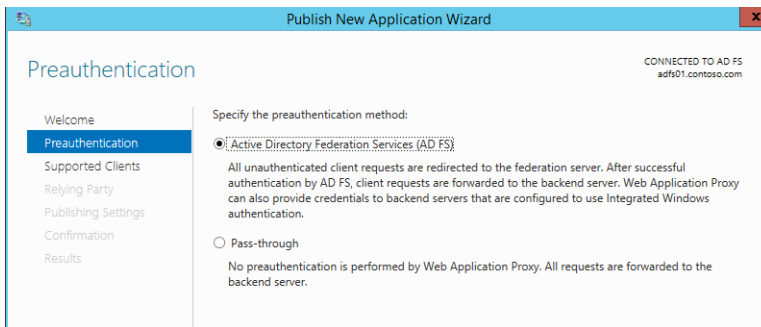 Publish New Application Wizard
x
Preauthentication
CONNECTED TO AD FS
adfs01.contoso.com
Welcome
Preauthentication
Supported Clients
Relying Party
Publishing Settings
Confirmation
Results
Specify the preauthentication method:
Active Directory Federation Services (AD FS)
All unauthenticated client requests are redirected to the federation server. After successful
authentication by AD FS, client requests are forwarded to the backend server. Web Application Proxy
can also provide credentials to backend servers that are configured to use Integrated Windows
authentication.
Pass-through
No preauthentication is performed by Web Application Proxy. All requests are forwarded to the
backend server.